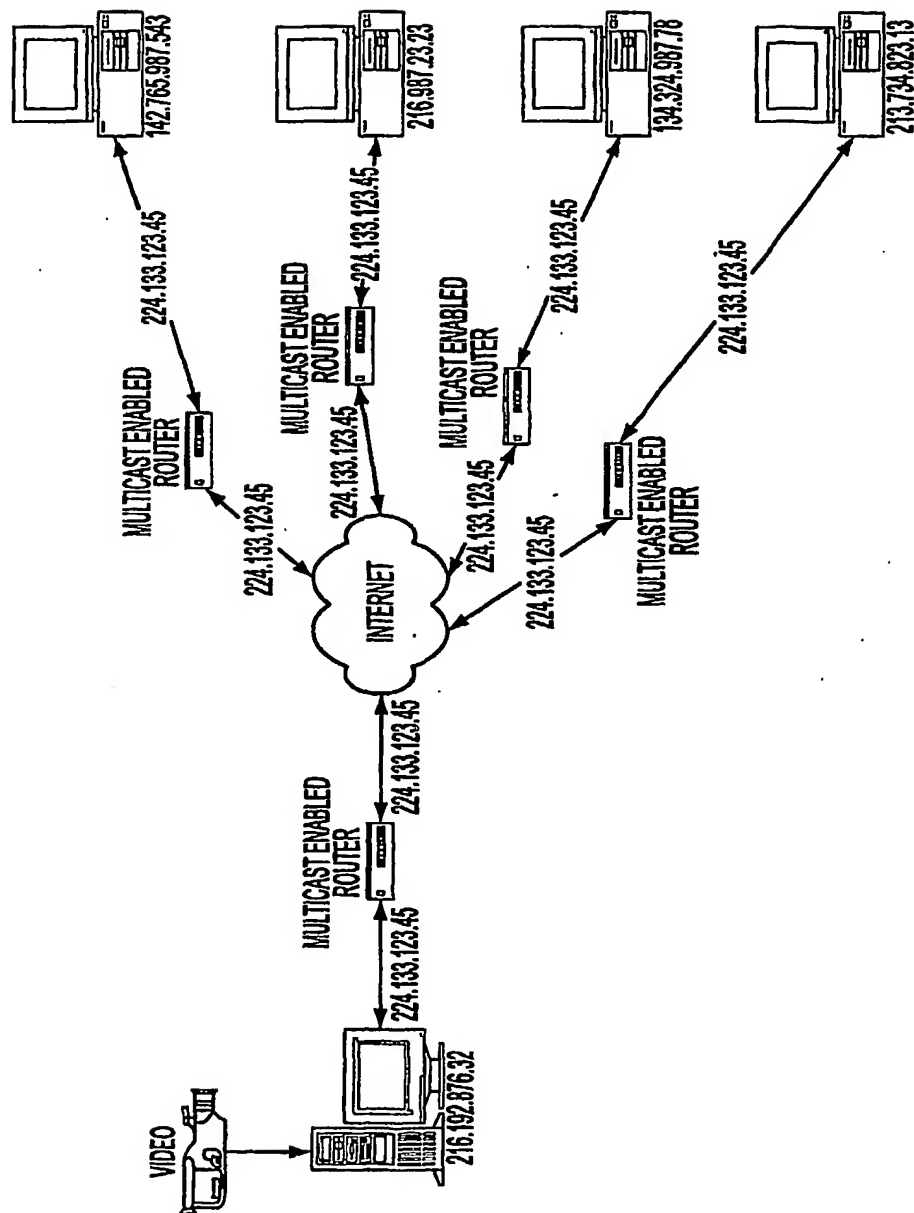 VIDEO
216.192.876.32
224.133.123.45
MULTICAST ENABLED
ROUTER
224.133.123.45
INTERNET
224.133.123.45
MULTICAST ENABLED
ROUTER
224.133.123.45
142.765.987.543
224.133.123.45
MULTICAST ENABLED
ROUTER
224.133.123.45
216.987.23.23
224.133.123.45
MULTICAST ENABLED
ROUTER
224.133.123.45
134.324.987.78
224.133.123.45
MULTICAST ENABLED
ROUTER
224.133.123.45
213.734.823.13